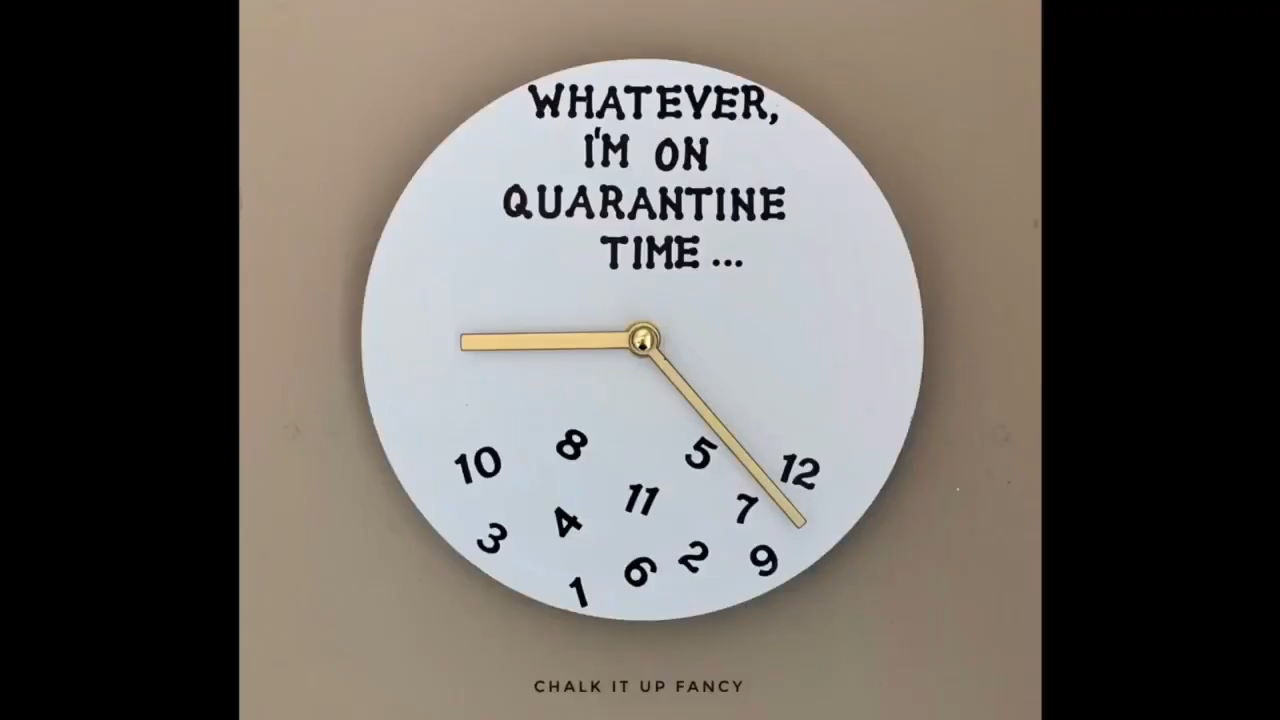 WHATEVER,
I'M ON
QUARANTINE
TIME ...
10 8 5 12
3 4 11 7
1 6 2 9
CHALK IT UP FANCY